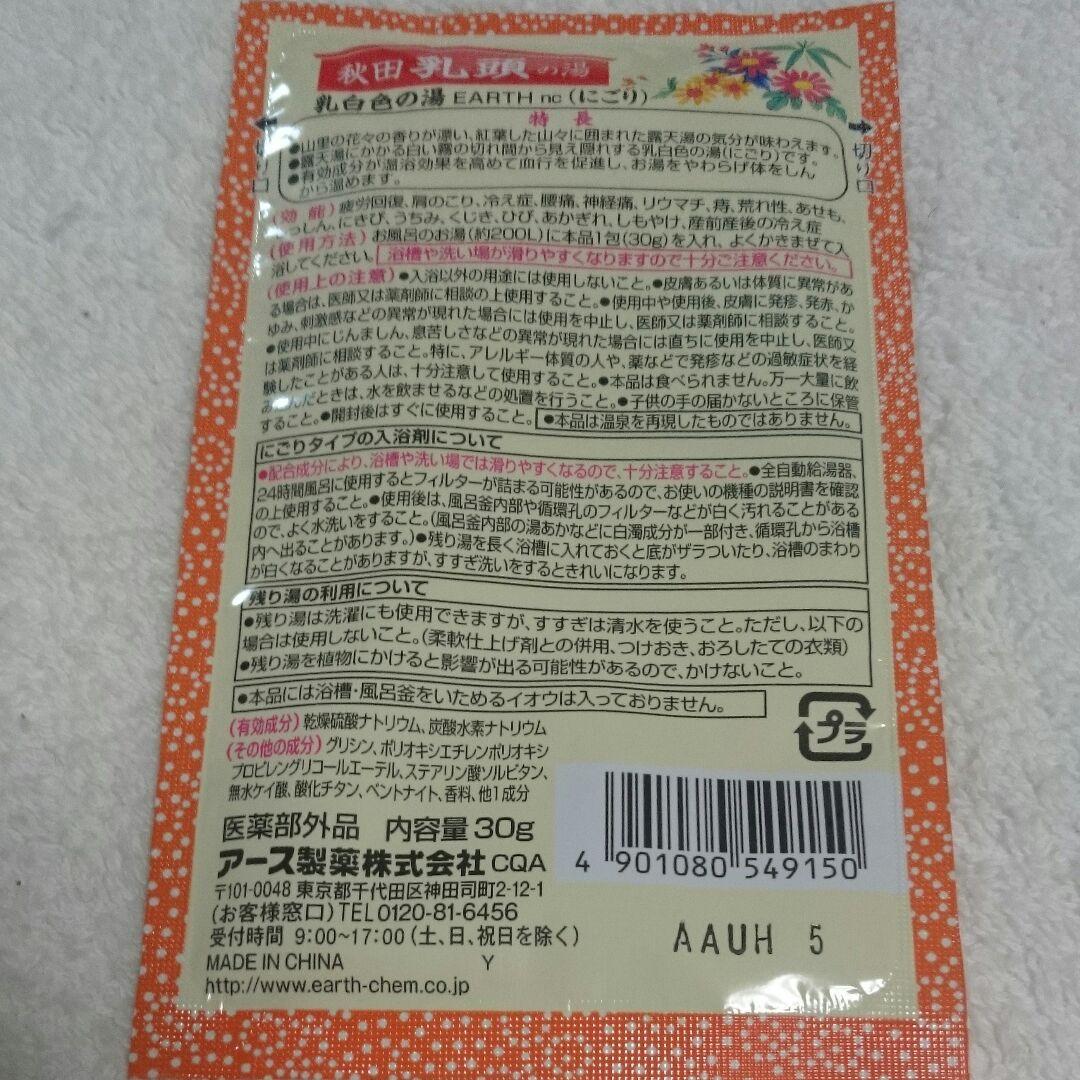 秋田 乳頭の湯
乳白色の湯 EARTH nc (にごり)
特長
●山里の花々の香りが漂い、紅葉した山々に囲まれた露天湯の気分が味わえます。
●露天湯にかかる白い霧の切れ間から見え隠れする乳白色の湯(にごり)です。
●有効成分が温浴効果を高めて血行を促進し、お湯をやわらげ体をしん
から温めます。
切り口
切り口
(効能) 疲労回復、肩のこり、冷え症、腰痛、神経痛、リウマチ、痔、荒れ性、あせも、
しっしん、にきび、うちみ、くじき、ひび、あかぎれ、しもやけ、産前産後の冷え症
(使用方法) お風呂のお湯(約200L)に本品1包(30g)を入れ、よくかきまぜて入
浴してください。 浴槽や洗い場が滑りやすくなりますので十分ご注意ください。
(使用上の注意) ●入浴以外の用途には使用しないこと。●皮膚あるいは体質に異常があ
る場合は、医師又は薬剤師に相談の上使用すること。●使用中や使用後、皮膚に発疹、発赤、か
ゆみ、刺激感などの異常が現れた場合には使用を中止し、医師又は薬剤師に相談すること。
●使用中にじんましん、息苦しさなどの異常が現れた場合には直ちに使用を中止し、医師又
は薬剤師に相談すること。特に、アレルギー体質の人や、薬などで発疹などの過敏症状を経
験したことがある人は、十分注意して使用すること。●本品は食べられません。万一大量に飲
み込んだときは、水を飲ませるなどの処置を行うこと。●子供の手の届かないところに保管
すること。●開封後はすぐに使用すること。 ●本品は温泉を再現したものではありません。
にごりタイプの入浴剤について
●配合成分により、浴槽や洗い場では滑りやすくなるので、十分注意すること。●全自動給湯器、
24時間風呂に使用するとフィルターが詰まる可能性があるので、お使いの機種の説明書を確認
の上使用すること。●使用後は、風呂釜内部や循環孔のフィルターなどが白く汚れることがある
ので、よく水洗いをすること。(風呂釜内部の湯あかなどに白濁成分が一部付き、循環孔から浴槽
内へ出ることがあります。)●残り湯を長く浴槽に入れておくと底がザラついたり、浴槽のまわり
が白くなることがありますが、すすぎ洗いをするときれいになります。
残り湯の利用について
●残り湯は洗濯にも使用できますが、すすぎは清水を使うこと。ただし、以下の
場合は使用しないこと。(柔軟仕上げ剤との併用、つけおき、おろしたての衣類)
●残り湯を植物にかけると影響が出る可能性があるので、かけないこと。
●本品には浴槽・風呂釜をいためるイオウは入っておりません。
(有効成分) 乾燥硫酸ナトリウム、炭酸水素ナトリウム
(その他の成分) グリシン、ポリオキシエチレンポリオキシ
プロピレングリコールエーテル、ステアリン酸ソルビタン、
無水ケイ酸、酸化チタン、ベントナイト、香料、他1成分
プラ
医薬部外品 内容量 30g
アース製薬株式会社 CQA
〒101-0048 東京都千代田区神田司町2-12-1
(お客様窓口) TEL0120-81-6456
受付時間 9:00~17:00 (土、日、祝日を除く)
MADE IN CHINA Y
http://www.earth-chem.co.jp
4 901080 549150
AAUH 5